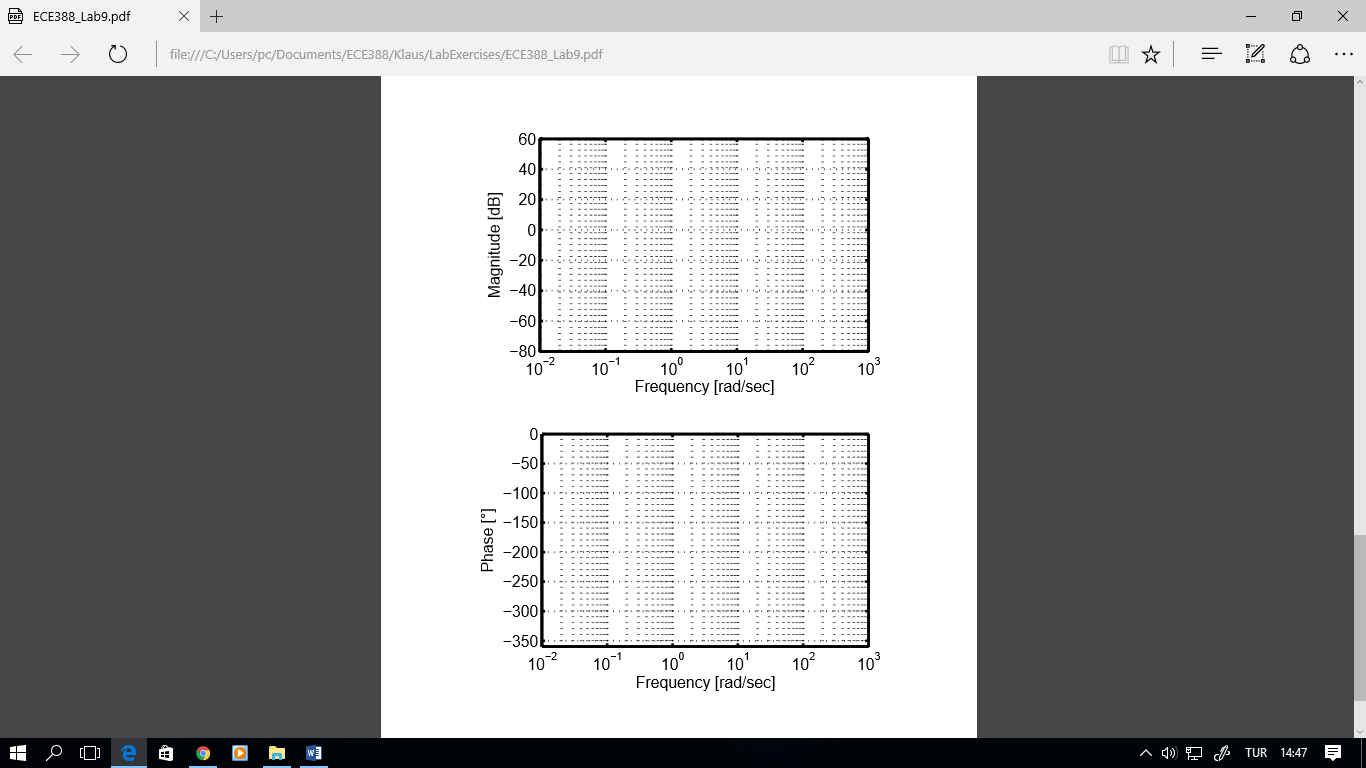 ECE388_Lab9.pdf
file:///C:/Users/pc/Documents/ECE388/Klaus/LabExercises/ECE388_Lab9.pdf
60
40
20
0
−20
−40
−60
−80
Magnitude [dB]
10−2 10−1 100 101 102 103
Frequency [rad/sec]
0
−50
−100
−150
−200
−250
−300
−350
Phase [°]
10−2 10−1 100 101 102 103
Frequency [rad/sec]
TUR 14:47